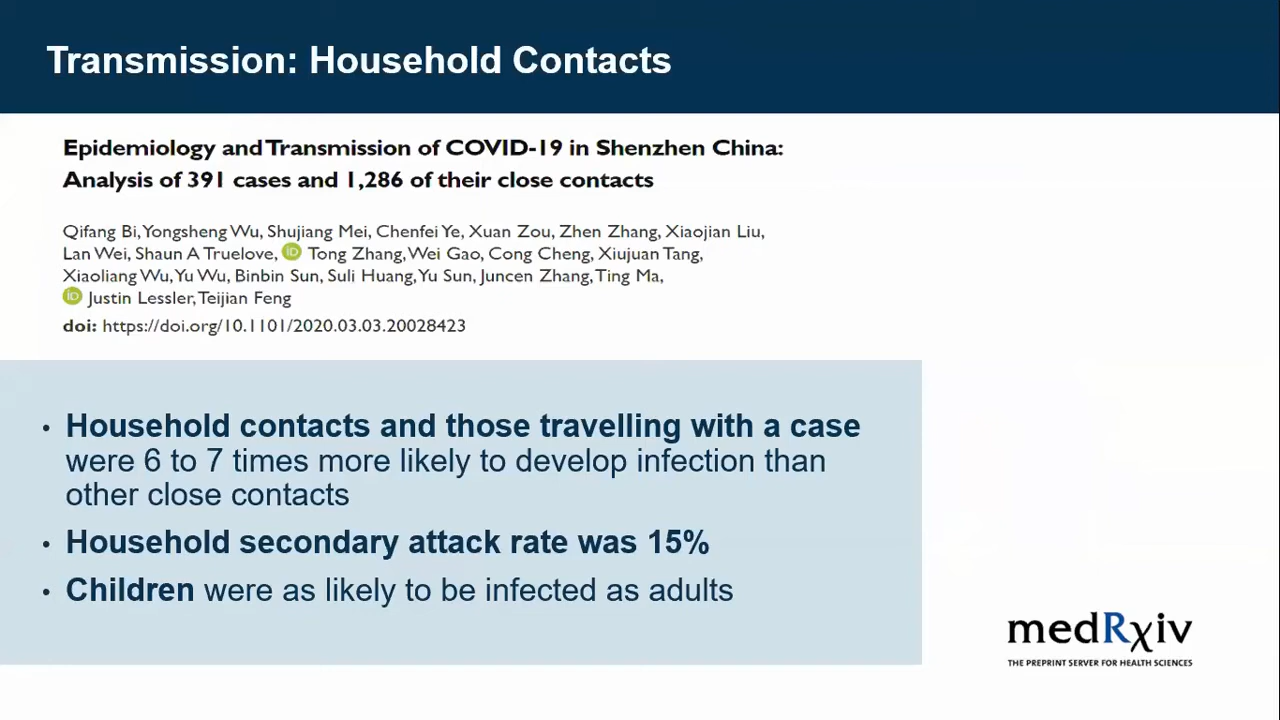 Transmission: Household Contacts
Epidemiology and Transmission of COVID-19 in Shenzhen China:
Analysis of 391 cases and 1,286 of their close contacts
Qifang Bi, Yongsheng Wu, Shujiang Mei, Chenfei Ye, Xuan Zou, Zhen Zhang, Xiaojian Liu,
Lan Wei, Shaun A Truelove, iD Tong Zhang, Wei Gao, Cong Cheng, Xiujuan Tang,
Xiaoliang Wu, Yu Wu, Binbin Sun, Suli Huang, Yu Sun, Juncen Zhang, Ting Ma,
iD Justin Lessler, Teijian Feng
doi: https://doi.org/10.1101/2020.03.03.20028423
• Household contacts and those travelling with a case
were 6 to 7 times more likely to develop infection than
other close contacts
• Household secondary attack rate was 15%
• Children were as likely to be infected as adults
medRχiv
THE PREPRINT SERVER FOR HEALTH SCIENCES